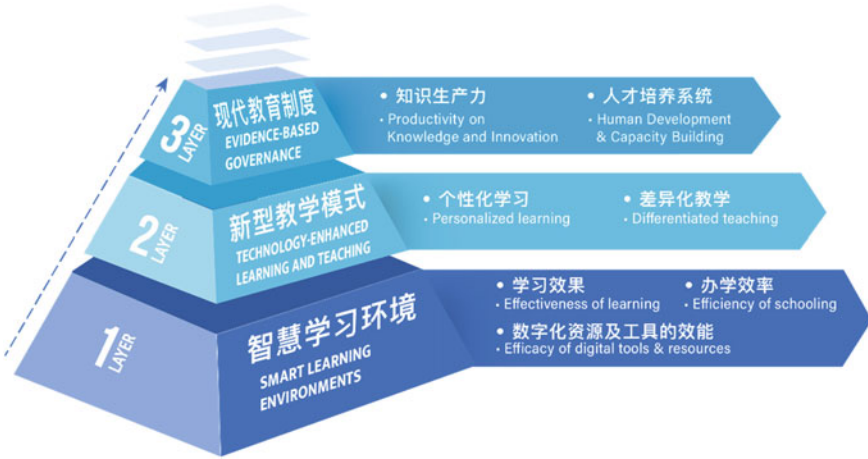 3
LAYER
现代教育制度
EVIDENCE-BASED
GOVERNANCE
• 知识生产力
• Productivity on
Knowledge and Innovation
• 人才培养系统
• Human Development
& Capacity Building
2
LAYER
新型教学模式
TECHNOLOGY-ENHANCED
LEARNING AND TEACHING
• 个性化学习
• Personalized learning
• 差异化教学
• Differentiated teaching
1
LAYER
智慧学习环境
SMART LEARNING
ENVIRONMENTS
• 学习效果
• Effectiveness of learning
• 办学效率
• Efficiency of schooling
• 数字化资源及工具的效能
• Efficacy of digital tools & resources